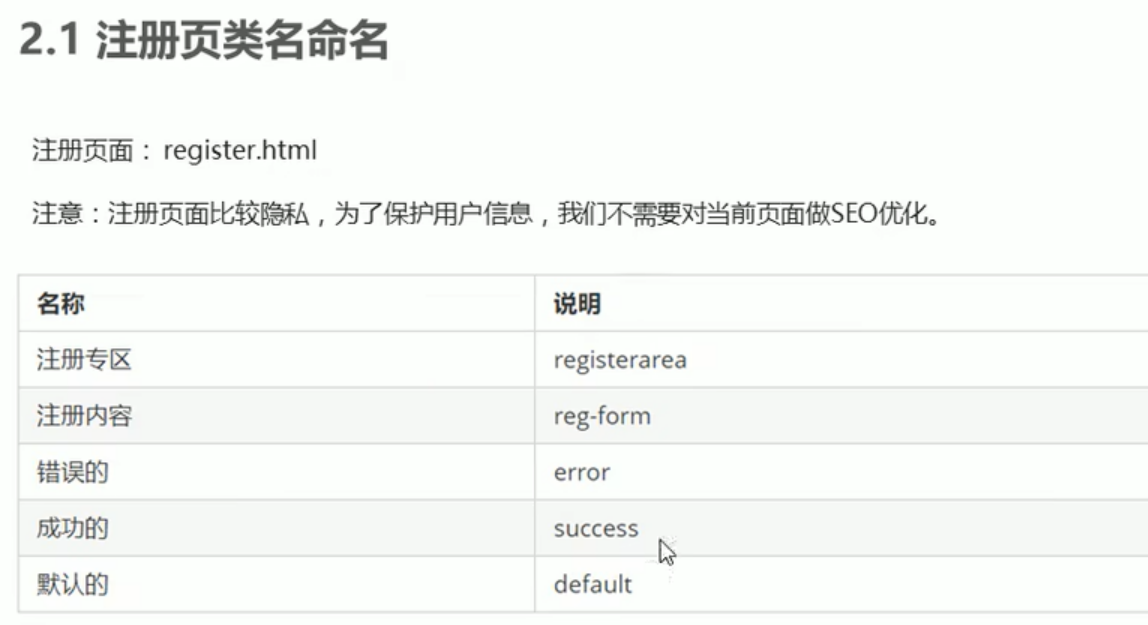 2.1 注册页类名命名
注册页面： register.html
注意：注册页面比较隐私，为了保护用户信息，我们不需要对当前页面做SEO优化。
名称 说明
注册专区 registerarea
注册内容 reg-form
错误的 error
成功的 success
默认的 default